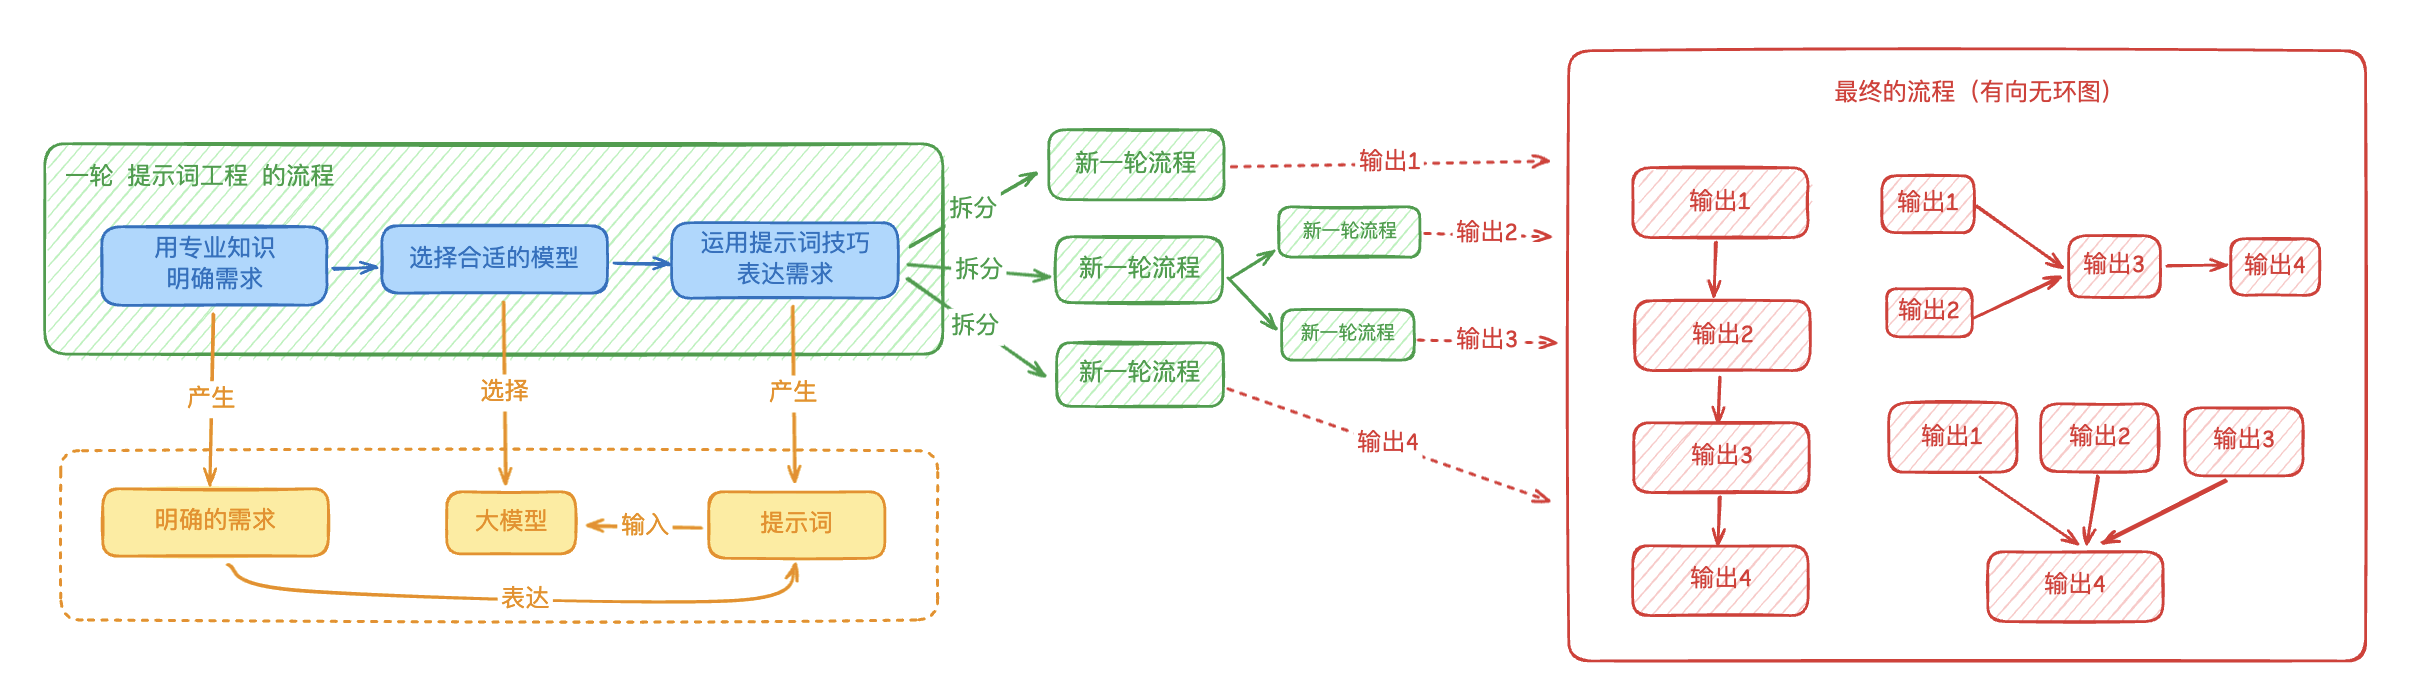 一轮 提示词工程 的流程
用专业知识
明确需求
选择合适的模型
运用提示词技巧
表达需求
产生
选择
产生
明确的需求
大模型
输入
提示词
表达
拆分
拆分
拆分
新一轮流程
新一轮流程
新一轮流程
新一轮流程
新一轮流程
输出1
输出2
输出3
输出4
最终的流程（有向无环图）
输出1
输出2
输出3
输出4
输出1
输出2
输出3
输出4
输出1
输出2
输出3
输出4